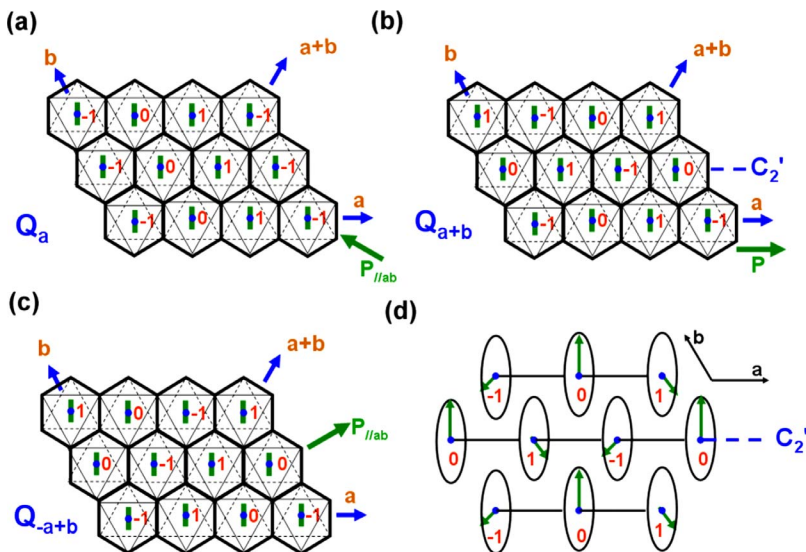 (a)
b
a+b
-1 0 1 -1
-1 0 1 -1
-1 0 1 -1
a
Qa
P//ab
(b)
b
a+b
1 -1 0 1
0 1 -1 0
C2'
-1 0 1 -1
a
Qa+b
P
(c)
b
a+b
1 0 -1 1
0 -1 1 0
P//ab
-1 1 0 -1
a
Q-a+b
(d)
b
a
-1 0 1
0 1 -1 0
C2'
-1 0 1